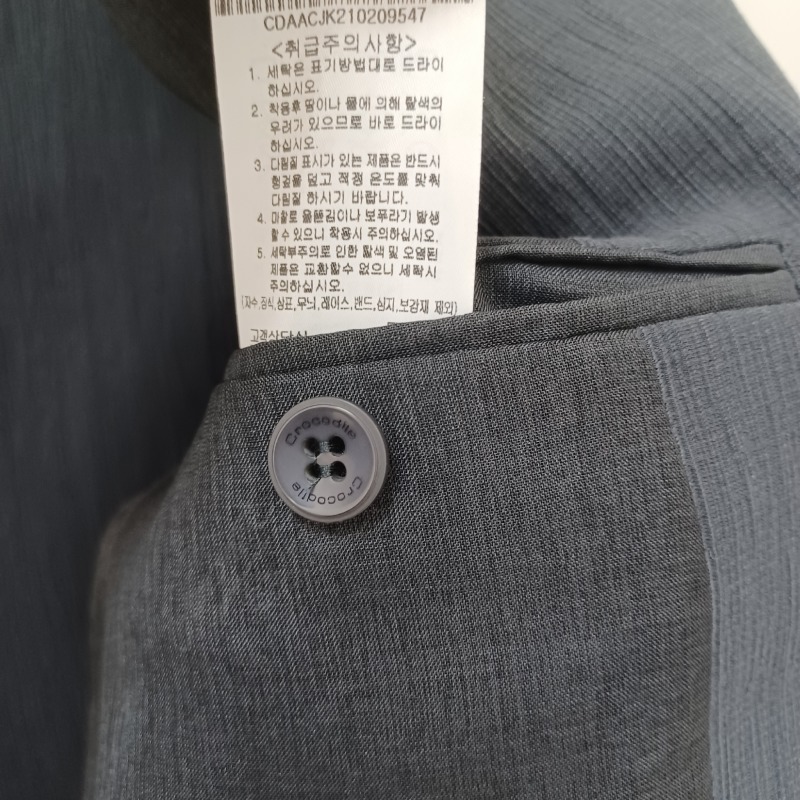 CDAACJK210209547
<취급주의사항>
1. 세탁은 표기방법대로 드라이
하십시오.
2. 착용후 땀이나 물에 의해 탈색의
우려가 있으므로 바로 드라이
하십시오.
3. 다림질 표시가 있는 제품은 반드시
헝겊을 덮고 적정 온도를 맞춰
다림질 하시기 바랍니다.
4. 마찰로 올뜯김이나 보푸라기 발생
할수 있으니 착용시 주의하십시오.
5. 세탁부주의로 인한 탈색 및 오염된
제품은 교환할수 없으니 세탁시
주의하십시오.
(자수,장식,상표,무늬,레이스,밴드,심지,보강재 제외)
고객상담실
Crocodile
Crocodile